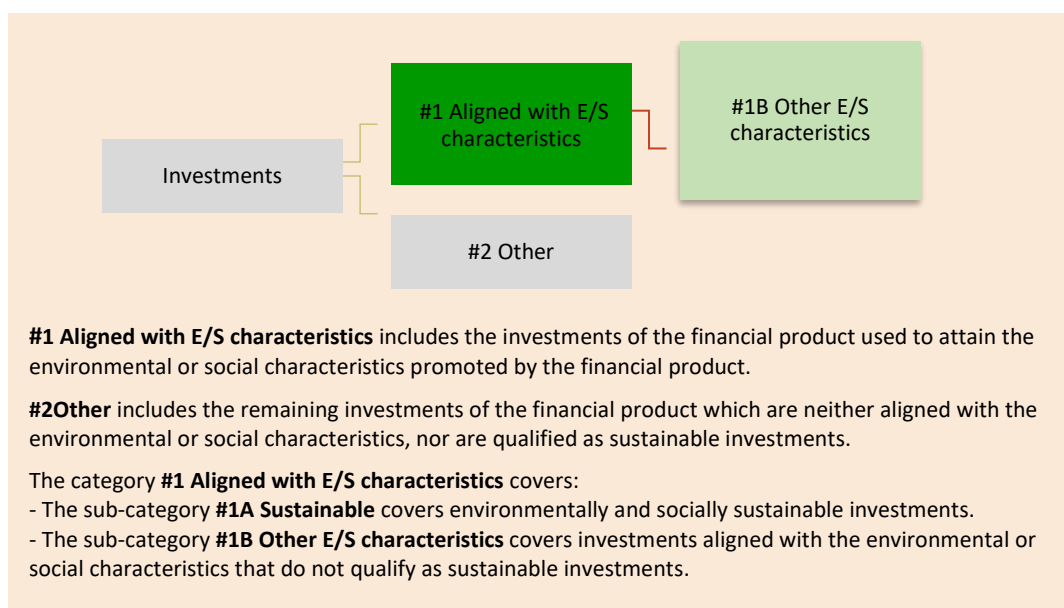 #1 Aligned with E/S
characteristics
#1B Other E/S
characteristics
Investments
#2 Other
#1 Aligned with E/S characteristics includes the investments of the financial product used to attain the
environmental or social characteristics promoted by the financial product.
#2Other includes the remaining investments of the financial product which are neither aligned with the
environmental or social characteristics, nor are qualified as sustainable investments.
The category #1 Aligned with E/S characteristics covers:
- The sub-category #1A Sustainable covers environmentally and socially sustainable investments.
- The sub-category #1B Other E/S characteristics covers investments aligned with the environmental or
social characteristics that do not qualify as sustainable investments.